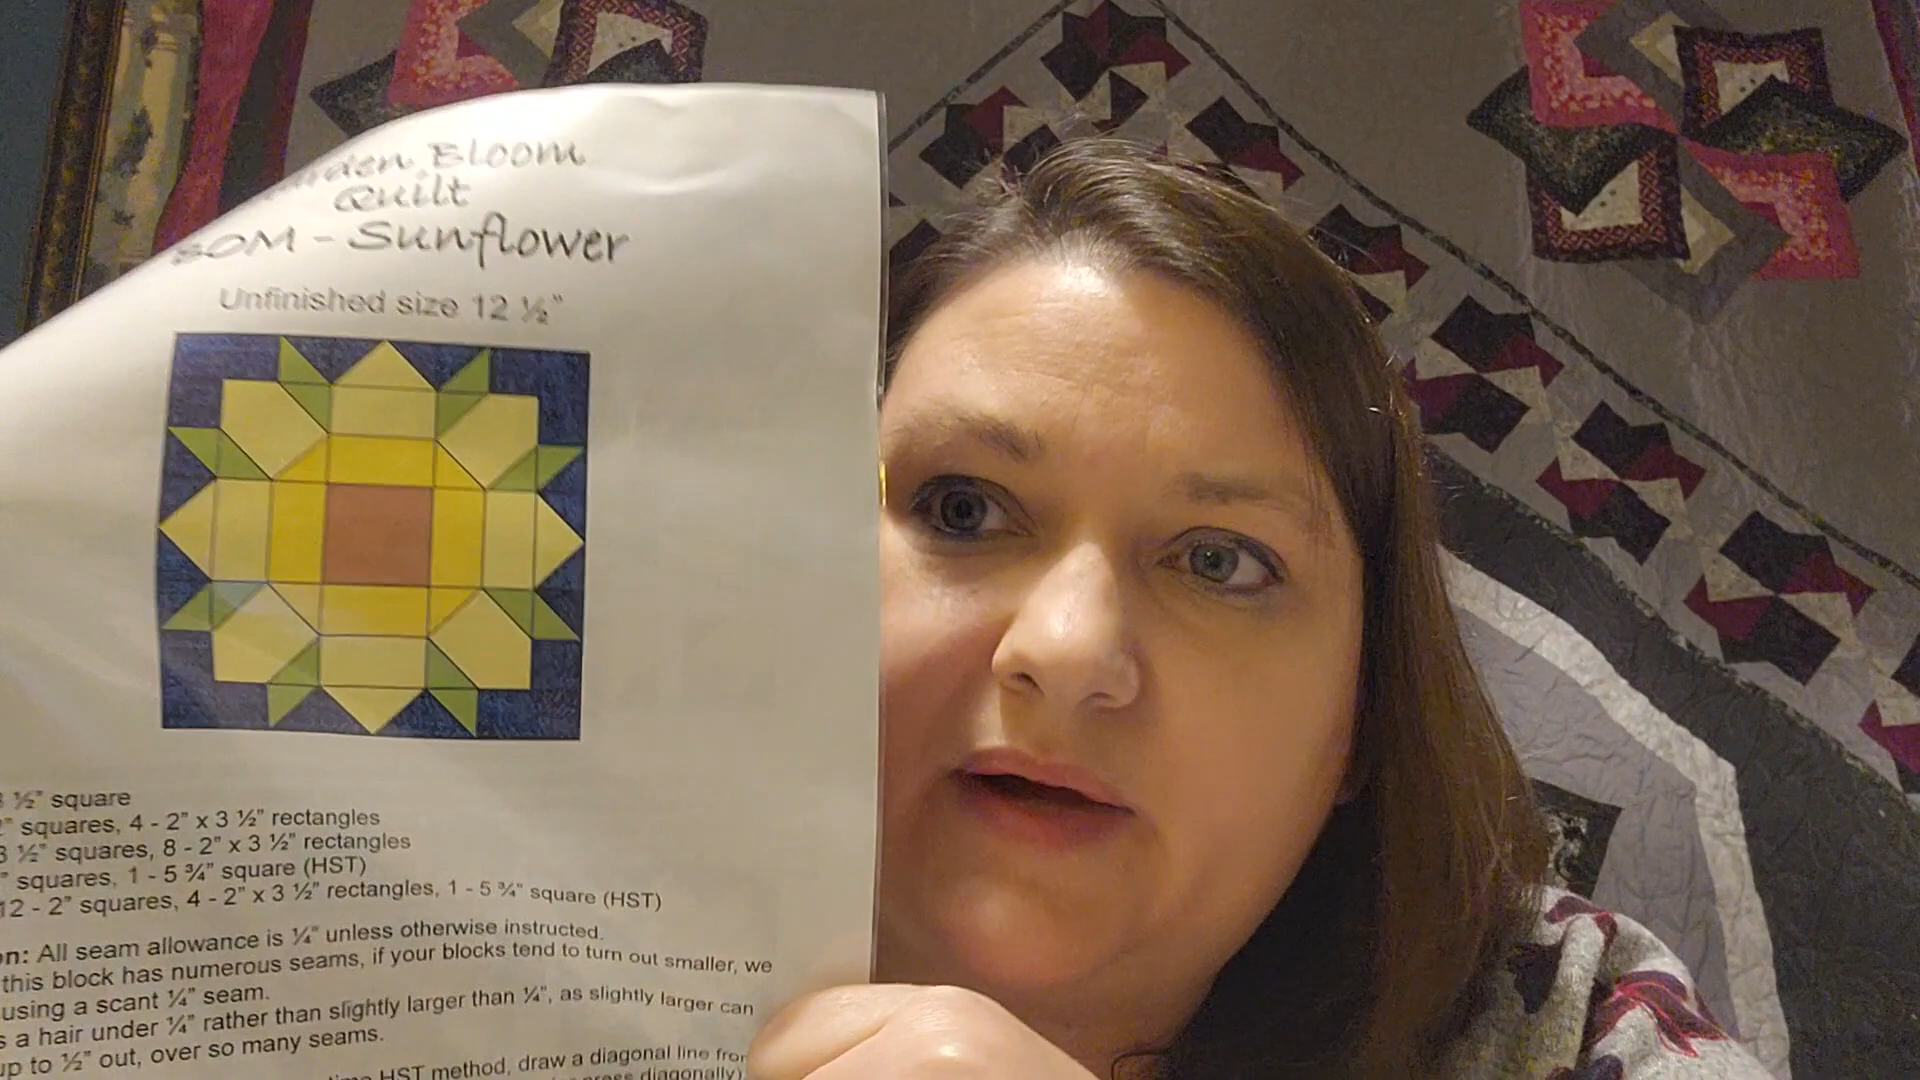 Bloom
Quilt
BOM - Sunflower
Unfinished size 12 ½"
½" square
squares, 4 - 2" x 3 ½" rectangles
3 ½" squares, 8 - 2" x 3 ½" rectangles
" squares, 1 - 5 ¾" square (HST)
12 - 2" squares, 4 - 2" x 3 ½" rectangles, 1 - 5 ¾" square (HST)
All seam allowance is ¼" unless otherwise instructed.
this block has numerous seams, if your blocks tend to turn out smaller, we
using a scant ¼" seam.
a hair under ¼" rather than slightly larger than ¼", as slightly larger can
up to ½" out, over so many seams.
HST method, draw a diagonal line from
press diagonally)